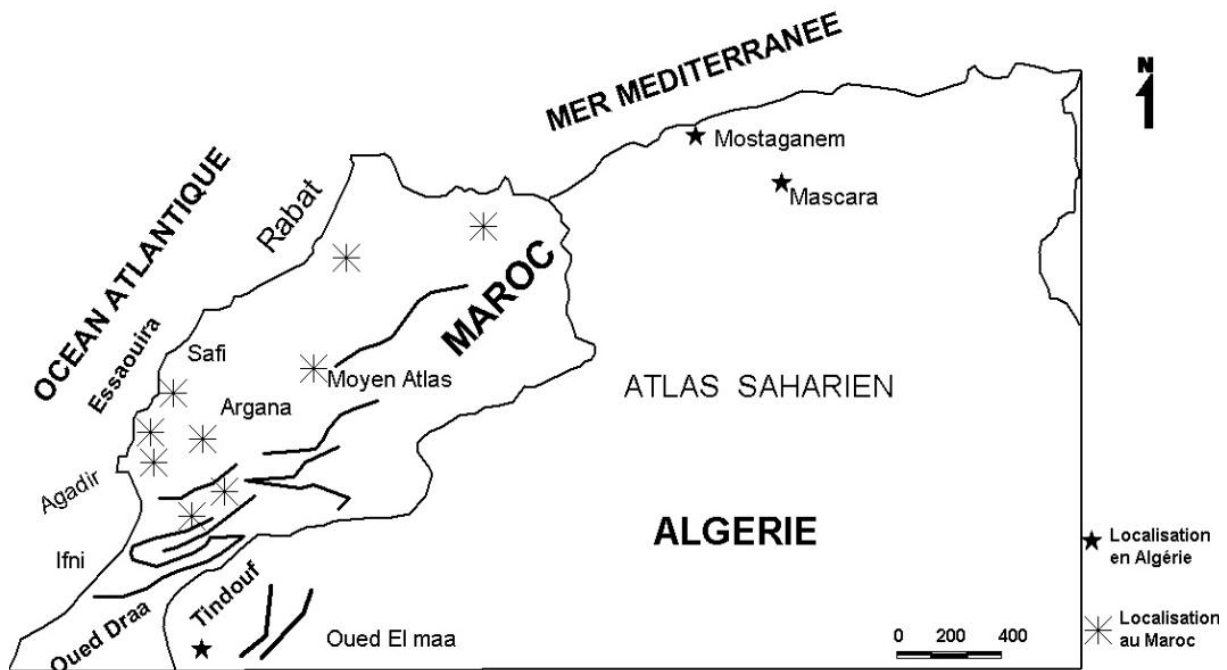 MER MEDITERRANEE
N
Mostaganem
Mascara
OCEAN ATLANTIQUE
Rabat
MAROC
Essaouira
Safi
Moyen Atlas
ATLAS SAHARIEN
Argana
Agadir
ALGERIE
Ifni
Localisation
en Algérie
Tindouf
Oued Draa
Oued El maa
0 200 400
Localisation
au Maroc